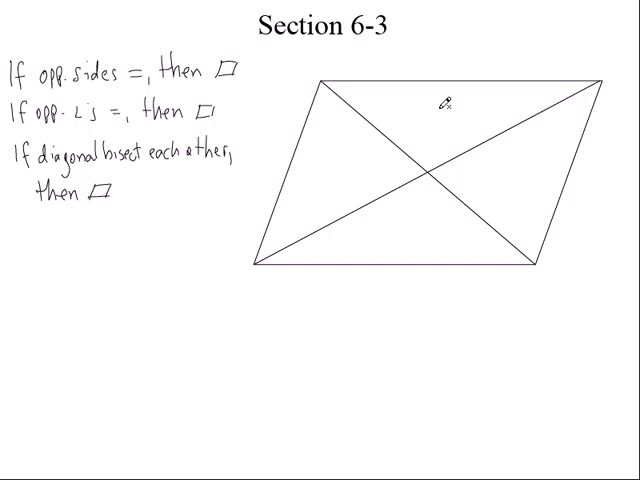 Section 6-3
If opp. sides =, then ▱
If opp. ∠'s =, then ▱
If diagonal bisect each other,
then ▱